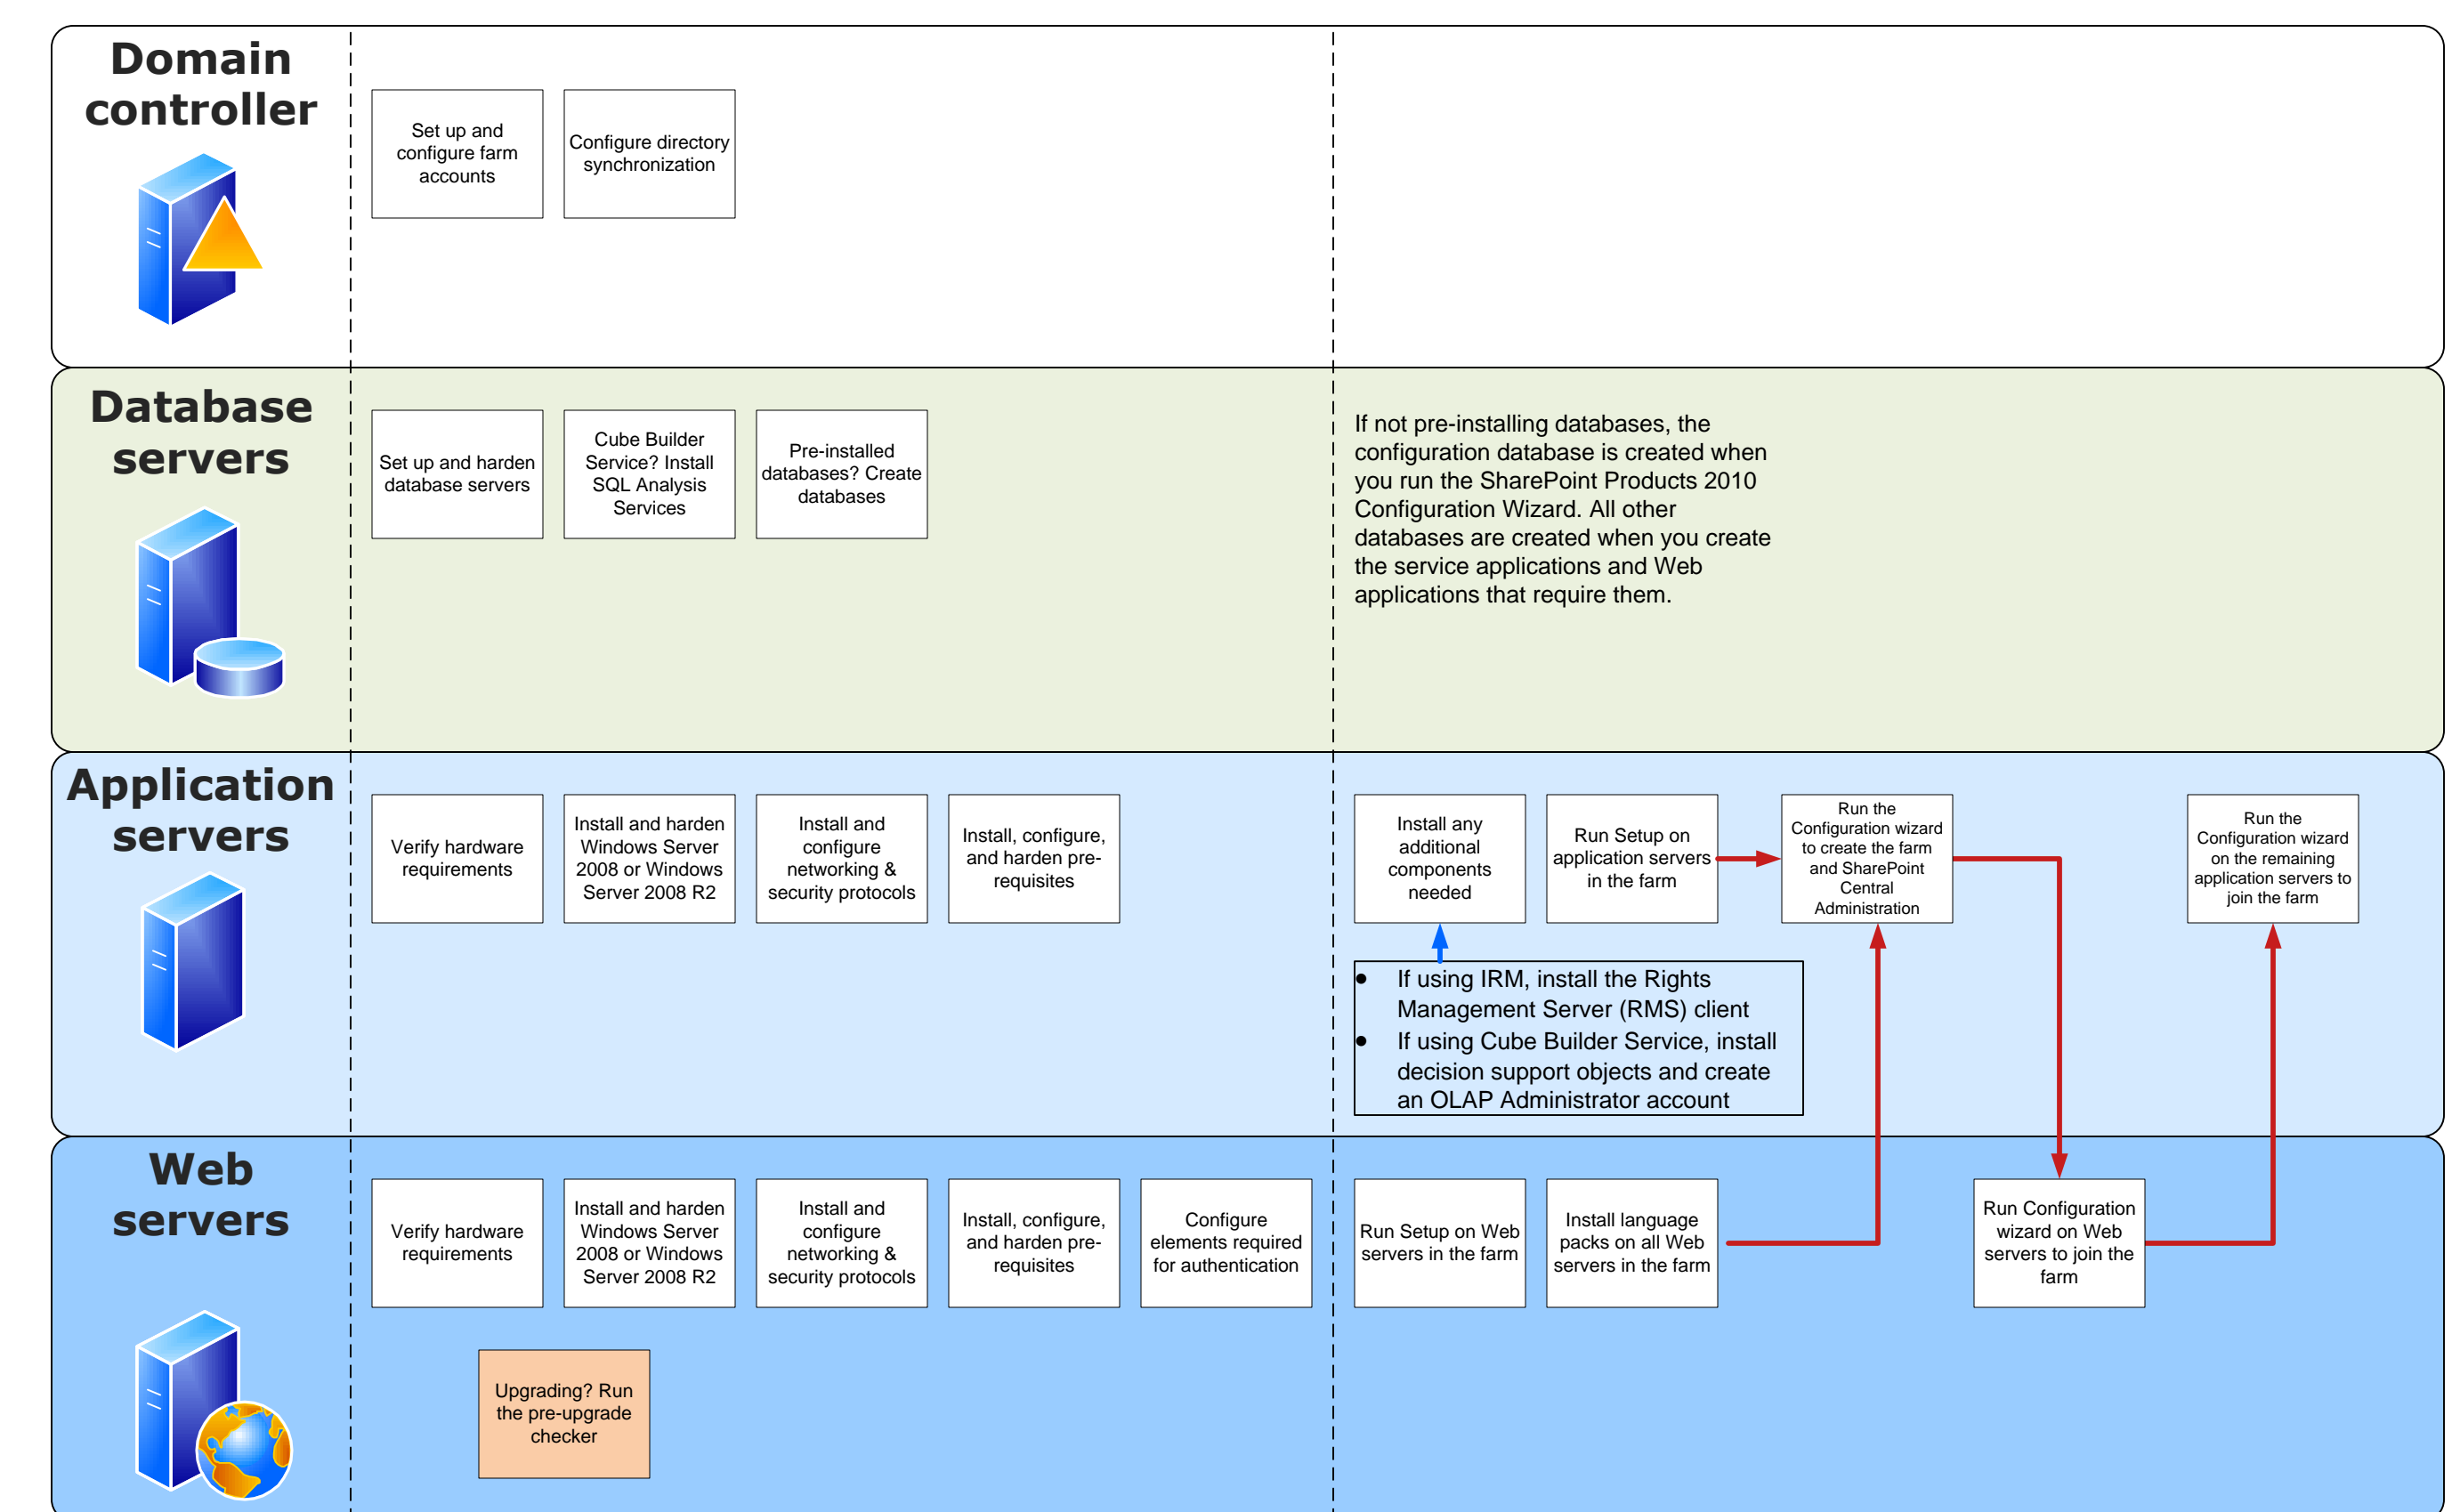 Domain
controller
Set up and
configure farm
accounts
Configure directory
synchronization
Database
servers
Set up and harden
database servers
Cube Builder
Service? Install
SQL Analysis
Services
Pre-installed
databases? Create
databases
If not pre-installing databases, the
configuration database is created when
you run the SharePoint Products 2010
Configuration Wizard. All other
databases are created when you create
the service applications and Web
applications that require them.
Application
servers
Verify hardware
requirements
Install and harden
Windows Server
2008 or Windows
Server 2008 R2
Install and
configure
networking &
security protocols
Install, configure,
and harden pre-
requisites
Install any
additional
components
needed
Run Setup on
application servers
in the farm
Run the
Configuration wizard
to create the farm
and SharePoint
Central
Administration
Run the
Configuration wizard
on the remaining
application servers to
join the farm
• If using IRM, install the Rights
Management Server (RMS) client
• If using Cube Builder Service, install
decision support objects and create
an OLAP Administrator account
Web
servers
Verify hardware
requirements
Install and harden
Windows Server
2008 or Windows
Server 2008 R2
Install and
configure
networking &
security protocols
Install, configure,
and harden pre-
requisites
Configure
elements required
for authentication
Run Setup on Web
servers in the farm
Install language
packs on all Web
servers in the farm
Run Configuration
wizard on Web
servers to join the
farm
Upgrading? Run
the pre-upgrade
checker